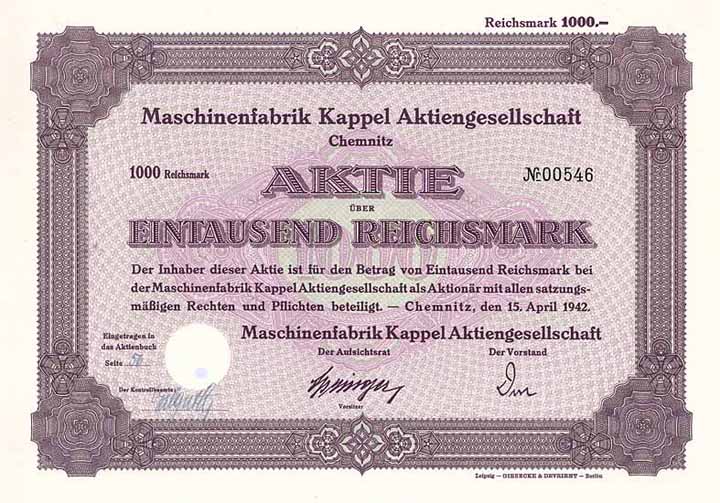 Reichsmark 1000.—
Maschinenfabrik Kappel Aktiengesellschaft
Chemnitz
1000 Reichsmark
AKTIE
№ 00546
ÜBER
EINTAUSEND REICHSMARK
1000
Der Inhaber dieser Aktie ist für den Betrag von Eintausend Reichsmark bei
der Maschinenfabrik Kappel Aktiengesellschaft als Aktionär mit allen satzungs-
mäßigen Rechten und Pflichten beteiligt. — Chemnitz, den 15. April 1942.
Maschinenfabrik Kappel Aktiengesellschaft
Eingetragen in
das Aktienbuch
Seite
Der Aufsichtsrat
Der Vorstand
Der Kontrollbeamte:
Vorsitzer
Leipzig — GIESECKE & DEVRIENT — Berlin